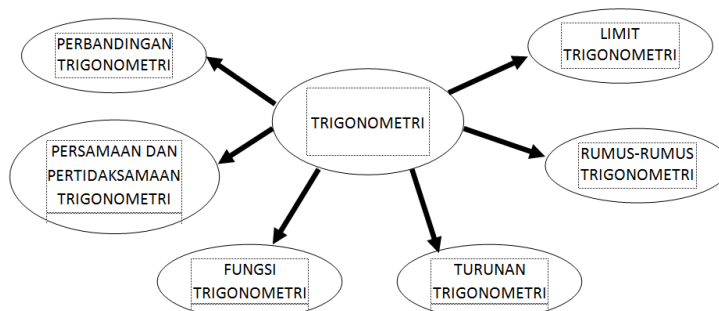 PERBANDINGAN
TRIGONOMETRI
LIMIT
TRIGONOMETRI
TRIGONOMETRI
PERSAMAAN DAN
PERTIDAKSAMAAN
TRIGONOMETRI
RUMUS-RUMUS
TRIGONOMETRI
FUNGSI
TRIGONOMETRI
TURUNAN
TRIGONOMETRI